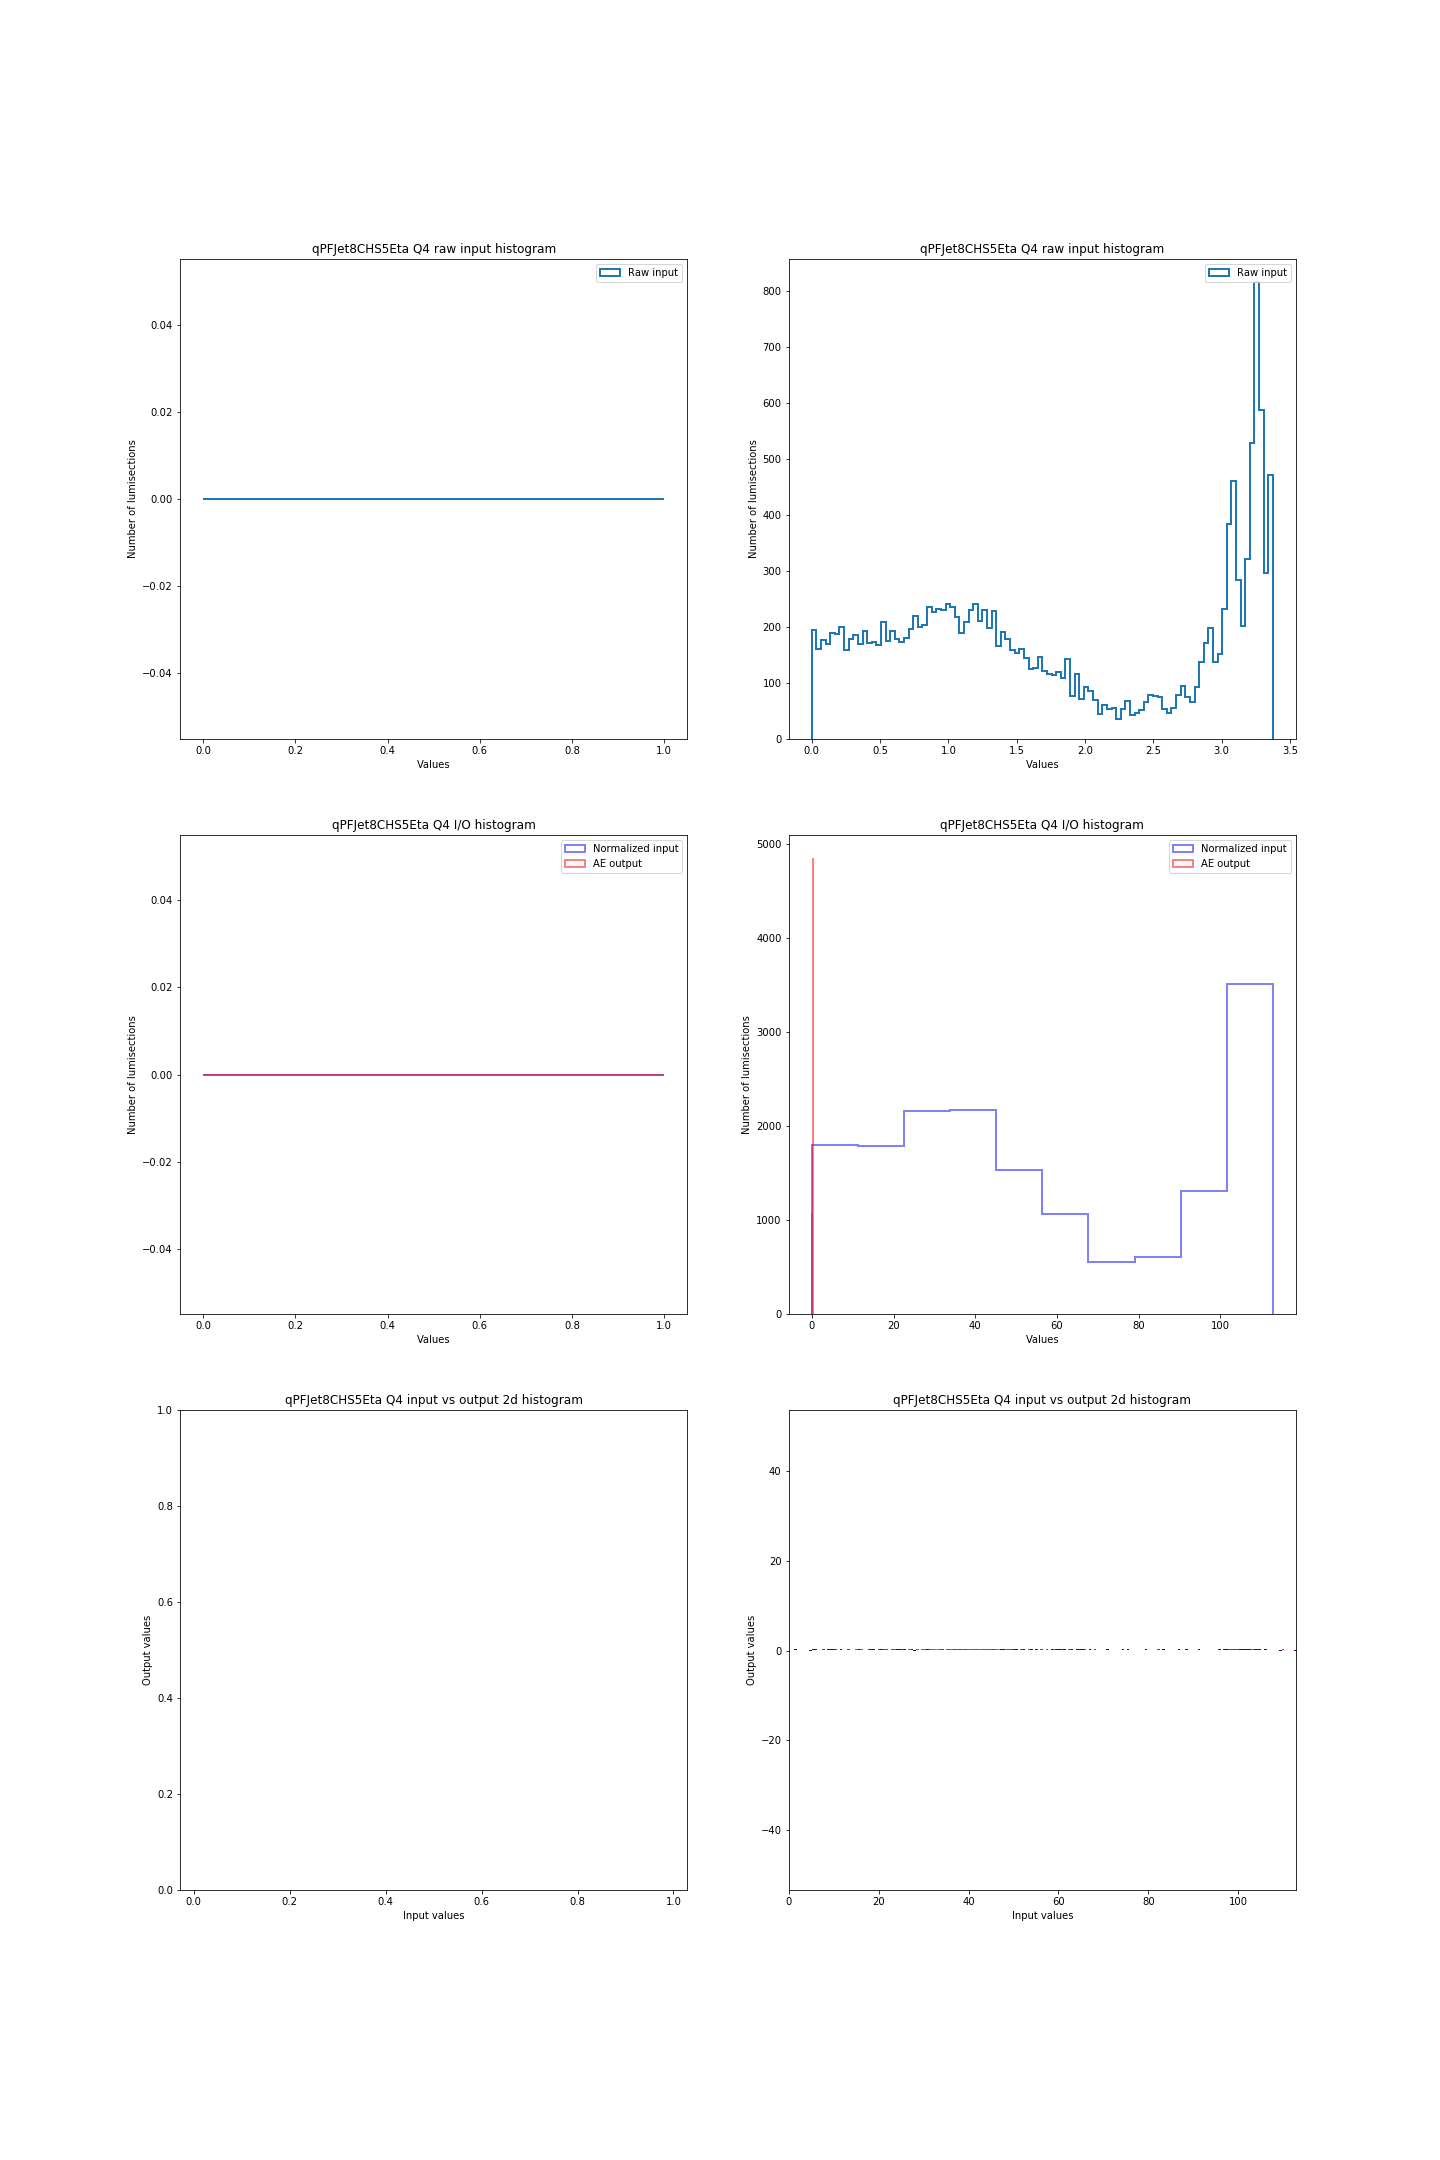 qPFJet8CHS5Eta Q4 raw input histogram
Raw input
0.04
0.02
0.00
−0.02
−0.04
Number of lumisections
0.0 0.2 0.4 0.6 0.8 1.0
Values
qPFJet8CHS5Eta Q4 raw input histogram
Raw input
800
700
600
500
400
300
200
100
0
Number of lumisections
0.0 0.5 1.0 1.5 2.0 2.5 3.0 3.5
Values
qPFJet8CHS5Eta Q4 I/O histogram
Normalized input
AE output
0.04
0.02
0.00
−0.02
−0.04
Number of lumisections
0.0 0.2 0.4 0.6 0.8 1.0
Values
qPFJet8CHS5Eta Q4 I/O histogram
Normalized input
AE output
5000
4000
3000
2000
1000
0
Number of lumisections
0 20 40 60 80 100
Values
qPFJet8CHS5Eta Q4 input vs output 2d histogram
1.0
0.8
0.6
0.4
0.2
0.0
Output values
0.0 0.2 0.4 0.6 0.8 1.0
Input values
qPFJet8CHS5Eta Q4 input vs output 2d histogram
40
20
0
−20
−40
Output values
0 20 40 60 80 100
Input values